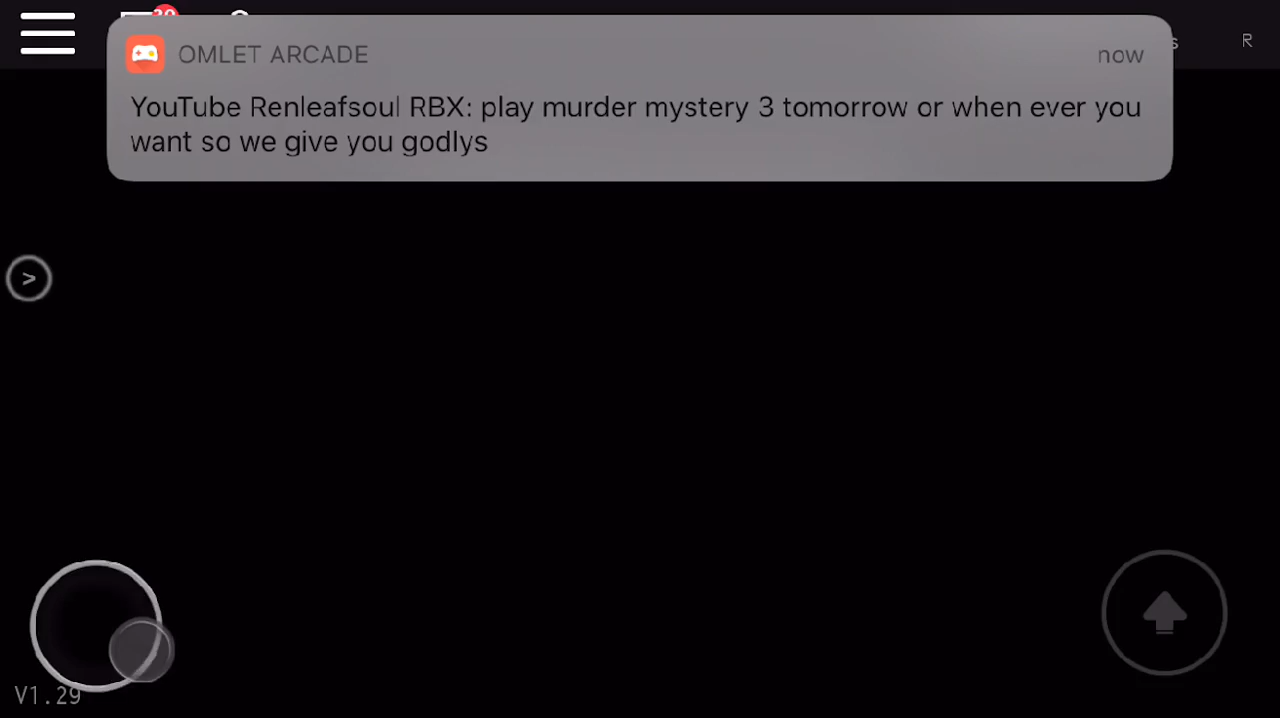 OMLET ARCADE now
YouTube Renleafsoul RBX: play murder mystery 3 tomorrow or when ever you
want so we give you godlys
s R
>
V1.29